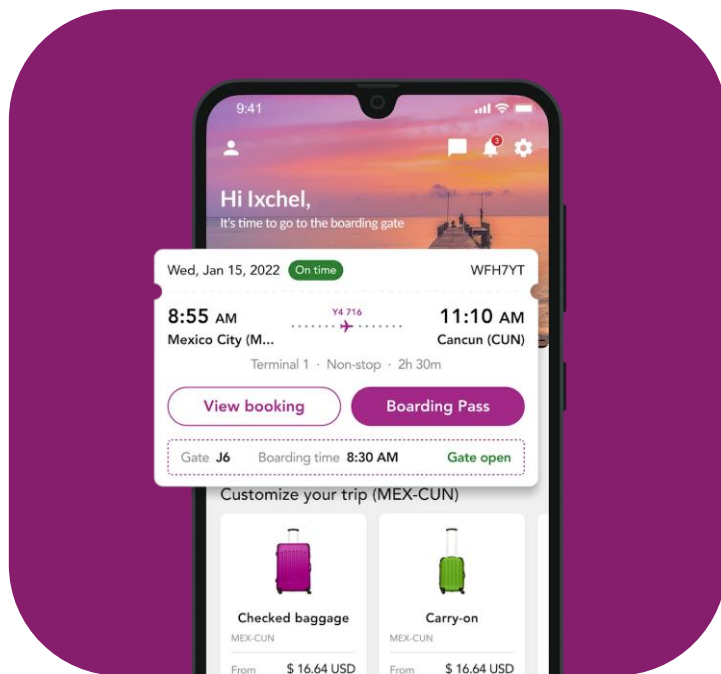 9:41
3
Hi Ixchel,
It's time to go to the boarding gate
Wed, Jan 15, 2022 On time WFH7YT
8:55 AM Y4 716 11:10 AM
Mexico City (M... Cancun (CUN)
Terminal 1 · Non-stop · 2h 30m
View booking Boarding Pass
Gate J6 Boarding time 8:30 AM Gate open
Customize your trip (MEX-CUN)
Checked baggage Carry-on
MEX-CUN MEX-CUN
From $ 16.64 USD From $ 16.64 USD